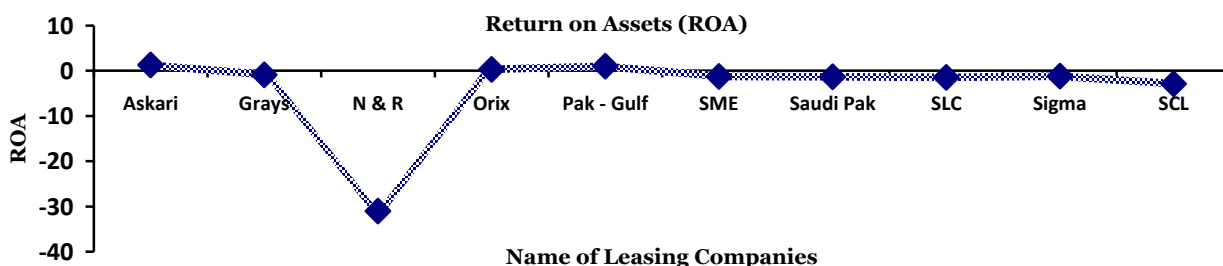 Return on Assets (ROA)
10
0
-10
-20
-30
-40
ROA
Askari Grays N & R Orix Pak - Gulf SME Saudi Pak SLC Sigma SCL
Name of Leasing Companies